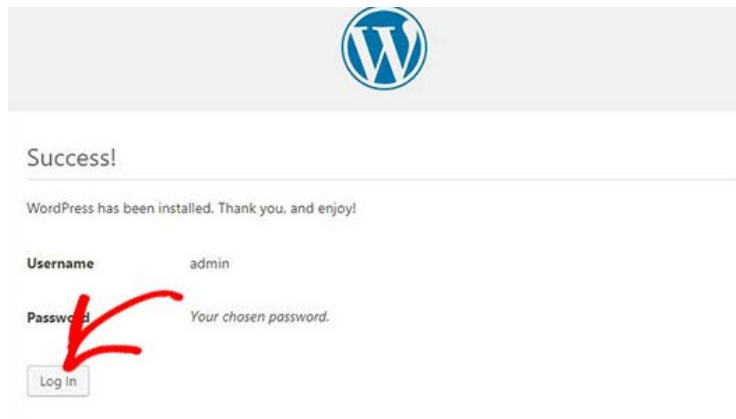 Success!
WordPress has been installed. Thank you, and enjoy!
Username admin
Password Your chosen password.
Log In